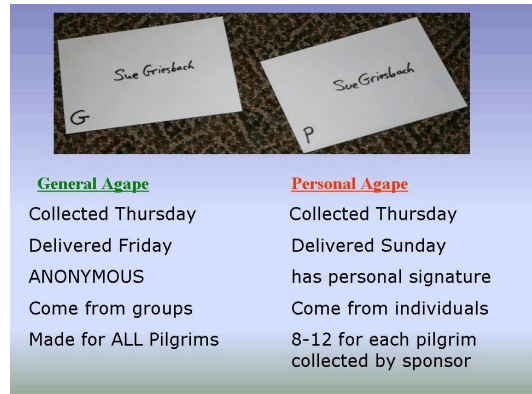 Sue Griesbach
G
Sue Griesbach
P
General Agape
Collected Thursday
Delivered Friday
ANONYMOUS
Come from groups
Made for ALL Pilgrims
Personal Agape
Collected Thursday
Delivered Sunday
has personal signature
Come from individuals
8-12 for each pilgrim
collected by sponsor